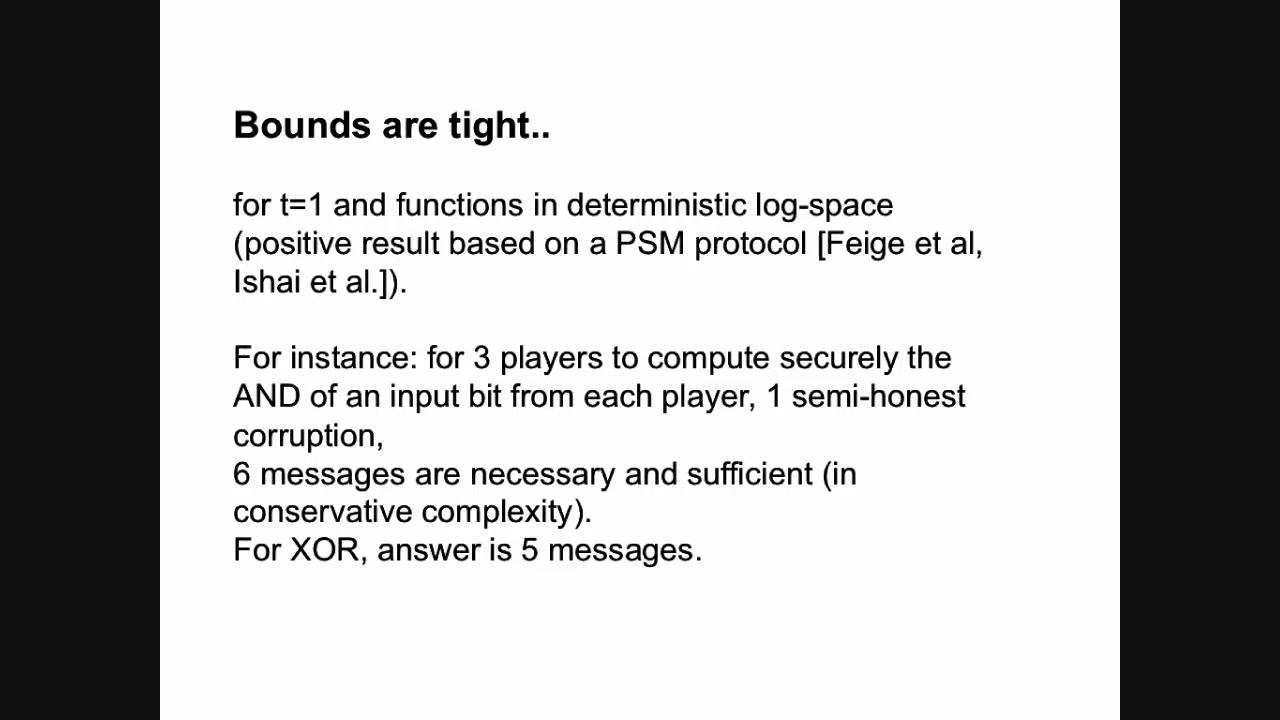 Bounds are tight..
for t=1 and functions in deterministic log-space
(positive result based on a PSM protocol [Feige et al,
Ishai et al.]).
For instance: for 3 players to compute securely the
AND of an input bit from each player, 1 semi-honest
corruption,
6 messages are necessary and sufficient (in
conservative complexity).
For XOR, answer is 5 messages.